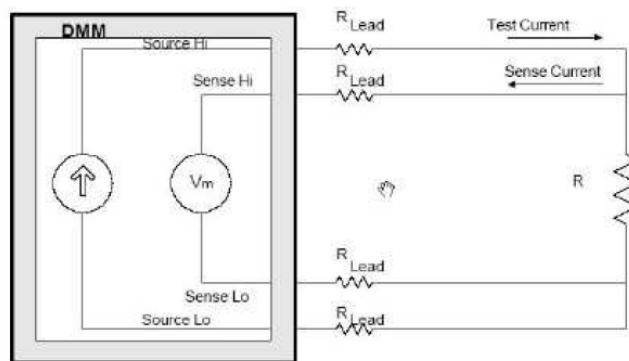 DMM
Source Hi
R Lead
Test Current
Sense Hi
R Lead
Sense Current
Vm
R
R Lead
Sense Lo
Source Lo
R Lead